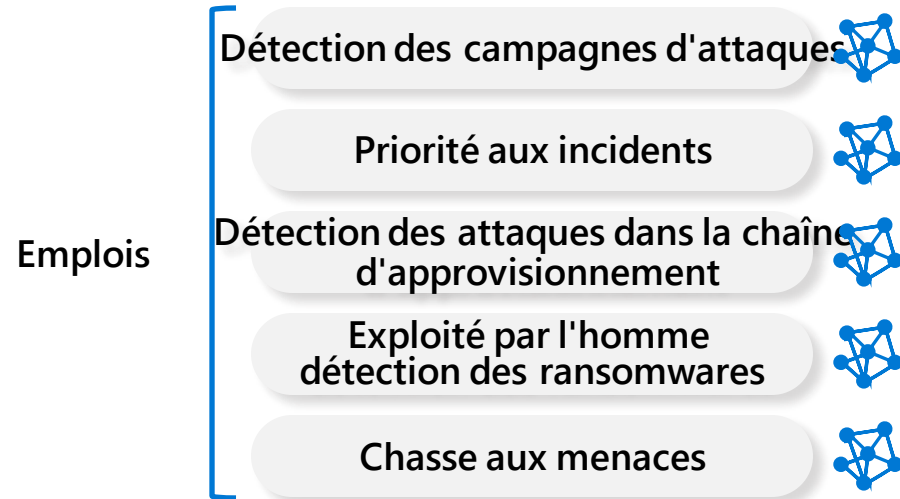 Détection des campagnes d'attaques
Priorité aux incidents
Emplois
Détection des attaques dans la chaîne
d'approvisionnement
Exploité par l'homme
détection des ransomwares
Chasse aux menaces